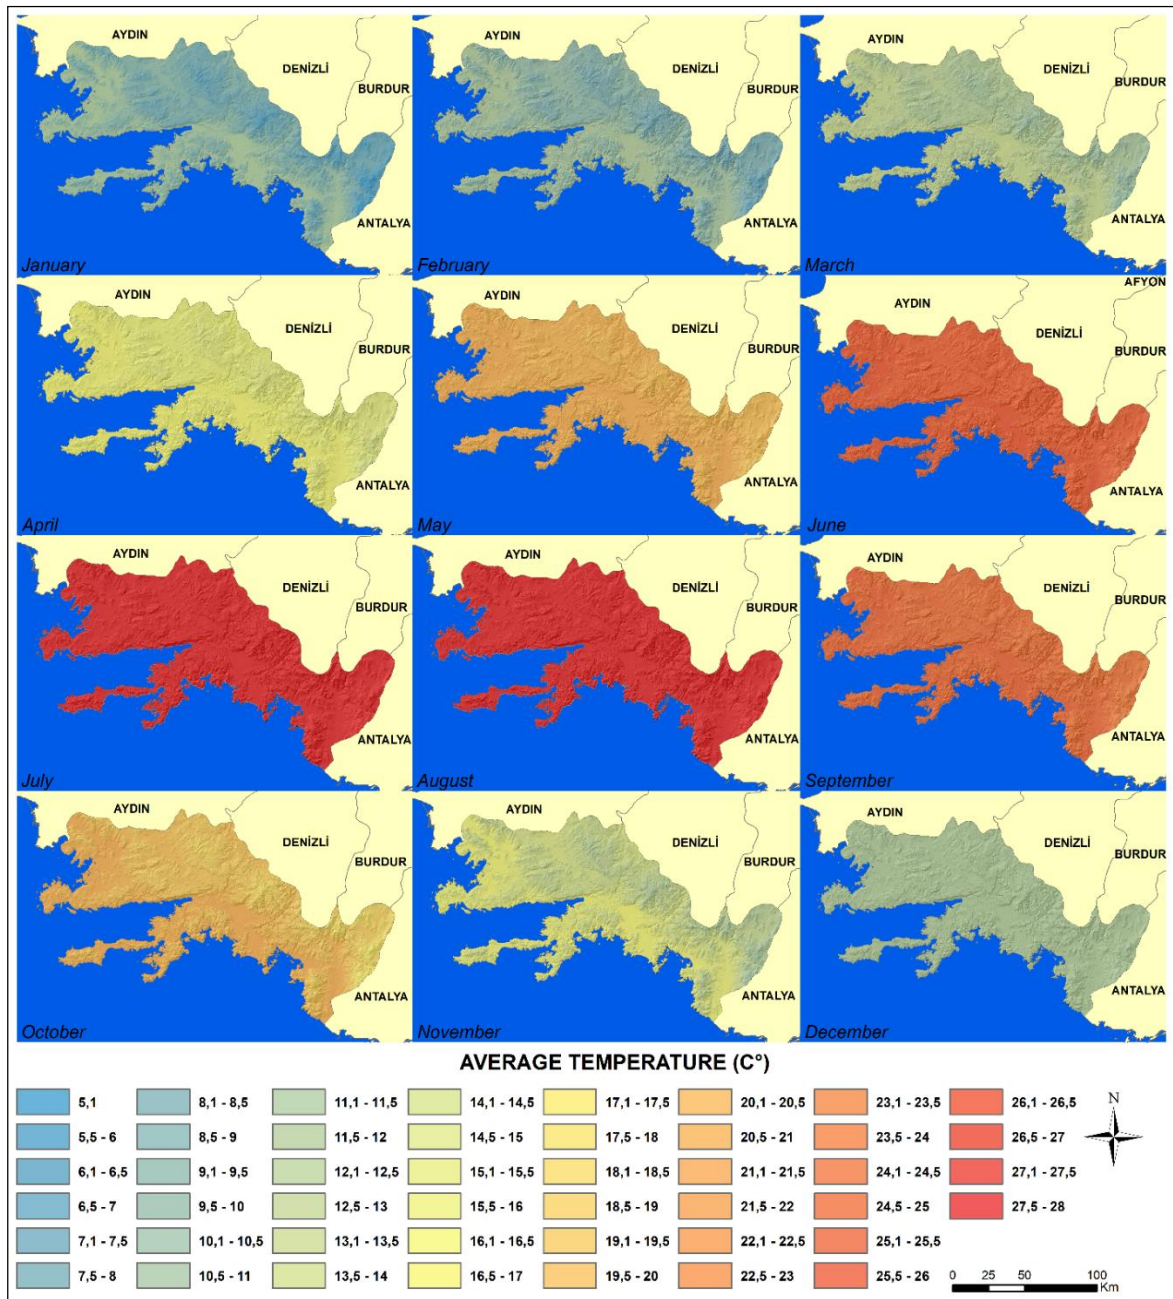 AYDIN
DENİZLİ
BURDUR
ANTALYA
January
AYDIN
DENİZLİ
BURDUR
ANTALYA
February
AYDIN
DENİZLİ
BURDUR
ANTALYA
March
AYDIN
DENİZLİ
BURDUR
ANTALYA
April
AYDIN
DENİZLİ
BURDUR
ANTALYA
May
AFYON
AYDIN
DENİZLİ
BURDUR
ANTALYA
June
AYDIN
DENİZLİ
BURDUR
ANTALYA
July
AYDIN
DENİZLİ
BURDUR
ANTALYA
August
AYDIN
DENİZLİ
BURDUR
ANTALYA
September
AYDIN
DENİZLİ
BURDUR
ANTALYA
October
AYDIN
DENİZLİ
BURDUR
ANTALYA
November
AYDIN
DENİZLİ
BURDUR
ANTALYA
December
AVERAGE TEMPERATURE (C°)
5,1 8,1 - 8,5 11,1 - 11,5 14,1 - 14,5 17,1 - 17,5 20,1 - 20,5 23,1 - 23,5 26,1 - 26,5
5,5 - 6 8,5 - 9 11,5 - 12 14,5 - 15 17,5 - 18 20,5 - 21 23,5 - 24 26,5 - 27
6,1 - 6,5 9,1 - 9,5 12,1 - 12,5 15,1 - 15,5 18,1 - 18,5 21,1 - 21,5 24,1 - 24,5 27,1 - 27,5
6,5 - 7 9,5 - 10 12,5 - 13 15,5 - 16 18,5 - 19 21,5 - 22 24,5 - 25 27,5 - 28
7,1 - 7,5 10,1 - 10,5 13,1 - 13,5 16,1 - 16,5 19,1 - 19,5 22,1 - 22,5 25,1 - 25,5
7,5 - 8 10,5 - 11 13,5 - 14 16,5 - 17 19,5 - 20 22,5 - 23 25,5 - 26
N
0 25 50 100
Km